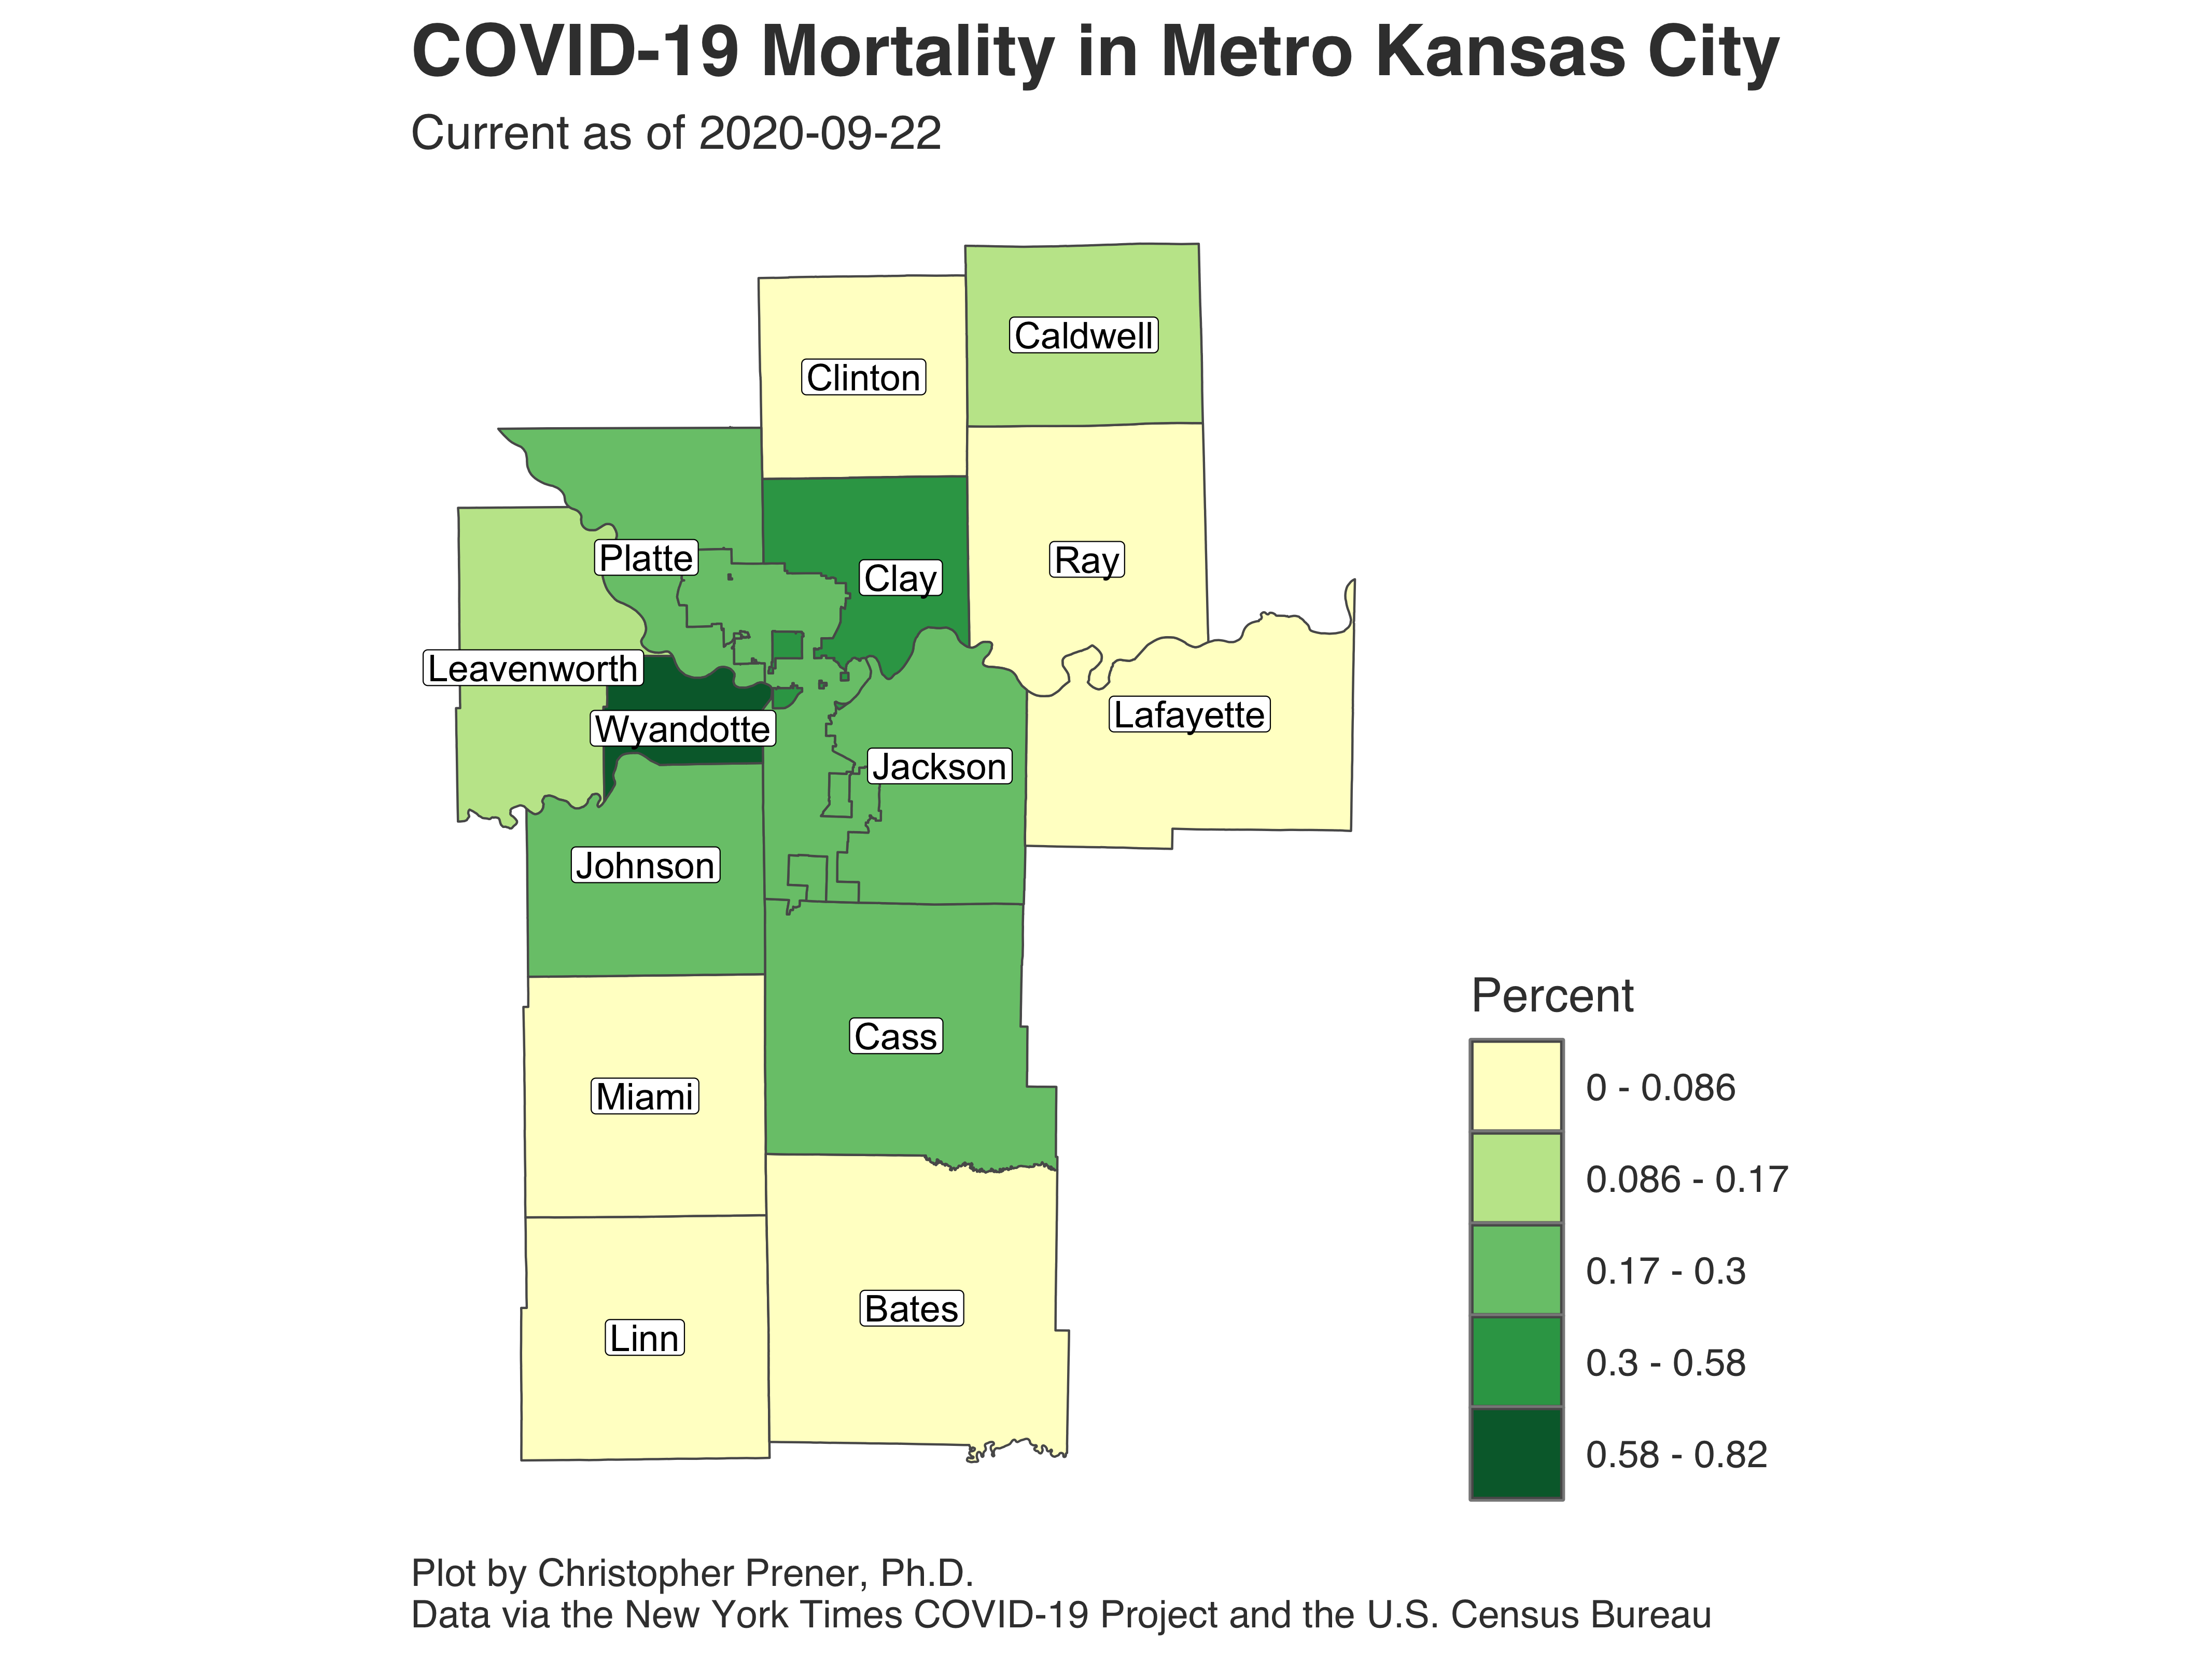 COVID-19 Mortality in Metro Kansas City
Current as of 2020-09-22
Caldwell
Clinton
Platte
Clay
Ray
Leavenworth
Wyandotte
Lafayette
Jackson
Johnson
Cass
Miami
Bates
Linn
Percent
0 - 0.086
0.086 - 0.17
0.17 - 0.3
0.3 - 0.58
0.58 - 0.82
Plot by Christopher Prener, Ph.D.
Data via the New York Times COVID-19 Project and the U.S. Census Bureau